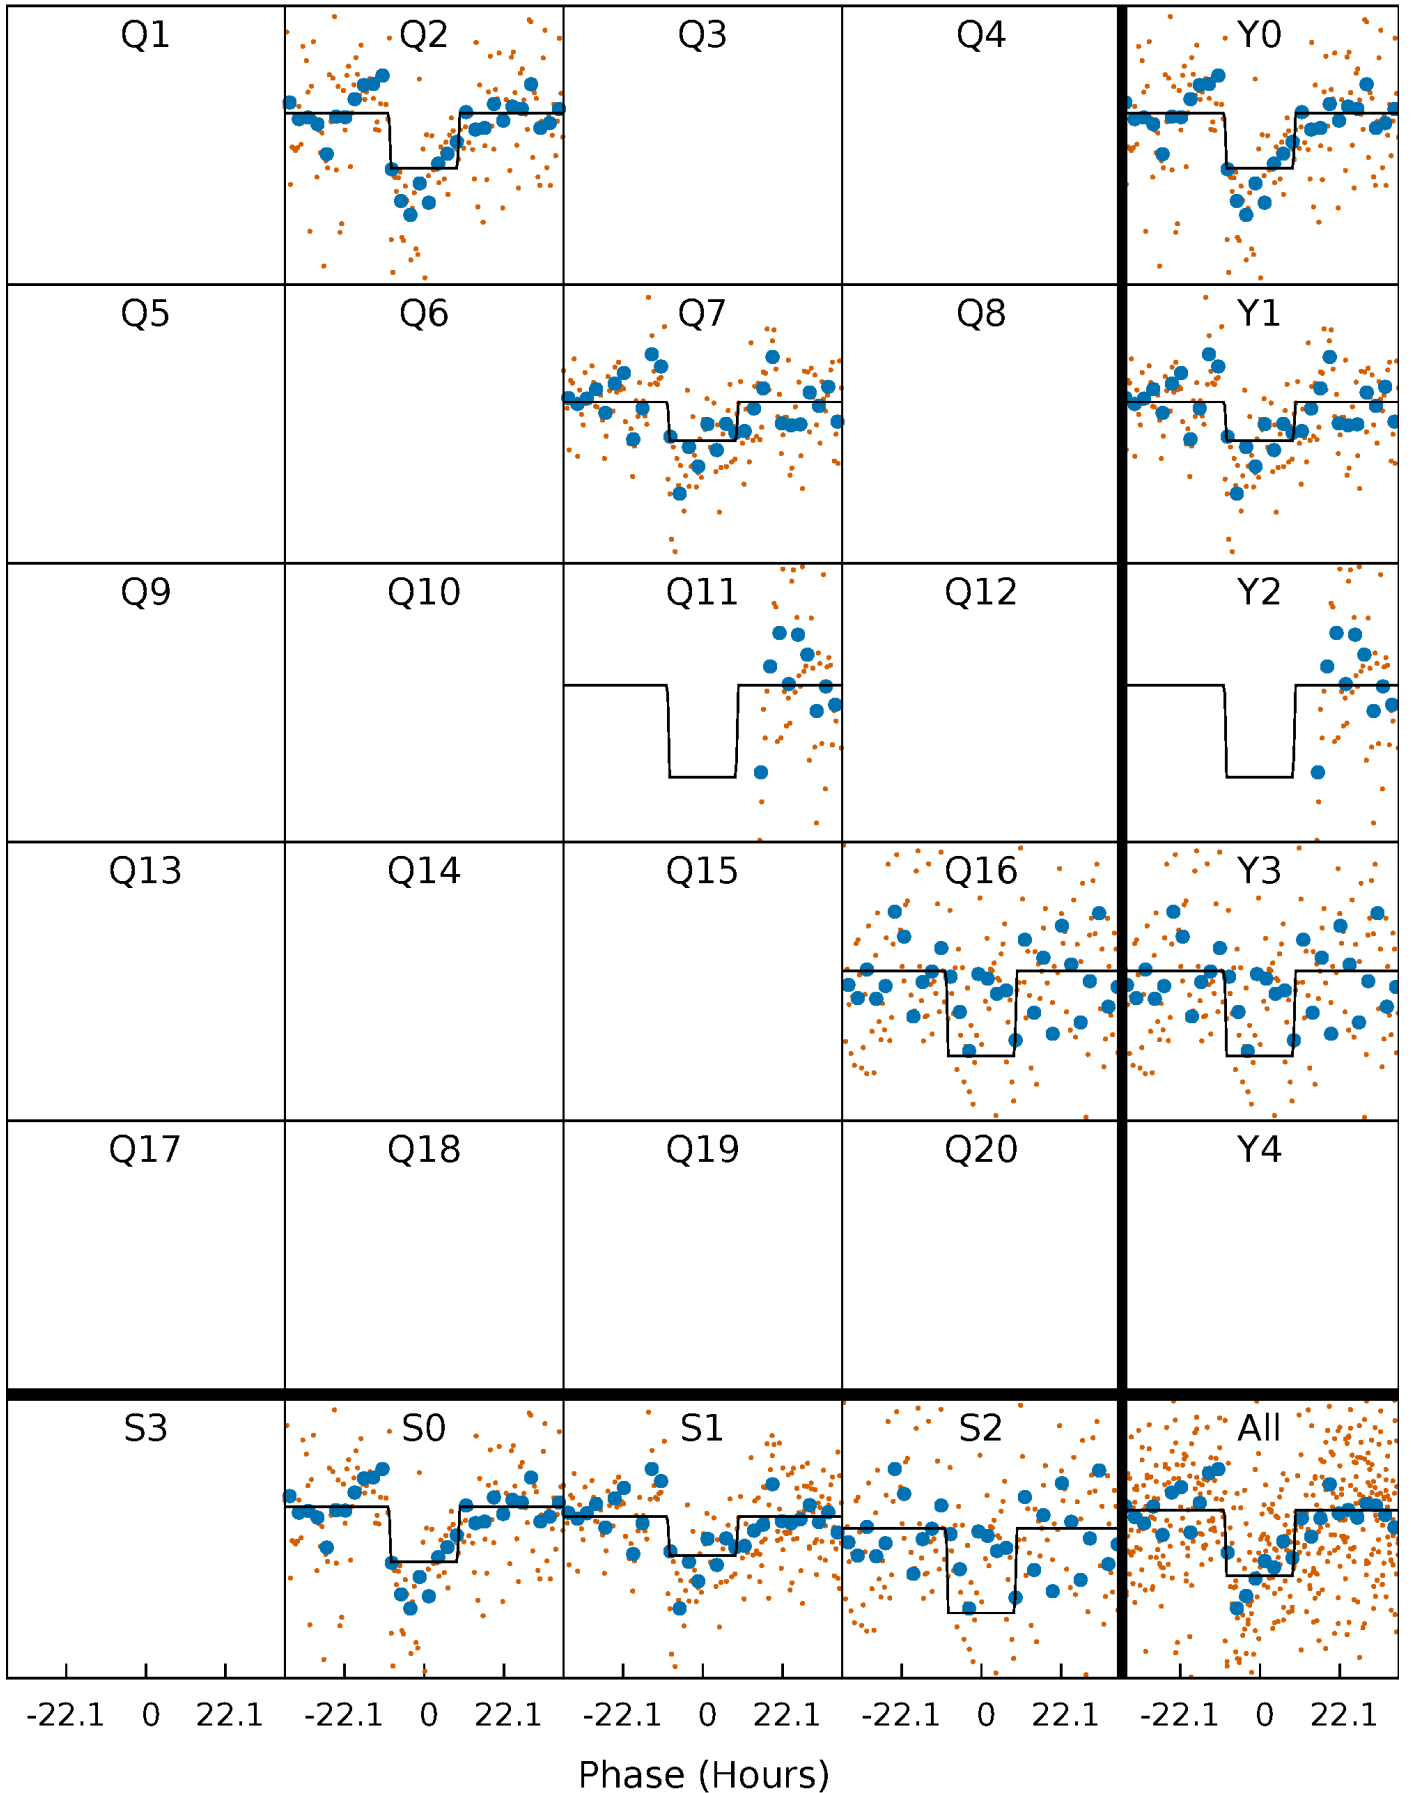 Q1 Q2 Q3 Q4 Y0
Q5 Q6 Q7 Q8 Y1
Q9 Q10 Q11 Q12 Y2
Q13 Q14 Q15 Q16 Y3
Q17 Q18 Q19 Q20 Y4
S3 S0 S1 S2 All
-22.1 0 22.1 -22.1 0 22.1 -22.1 0 22.1 -22.1 0 22.1 -22.1 0 22.1
Phase (Hours)